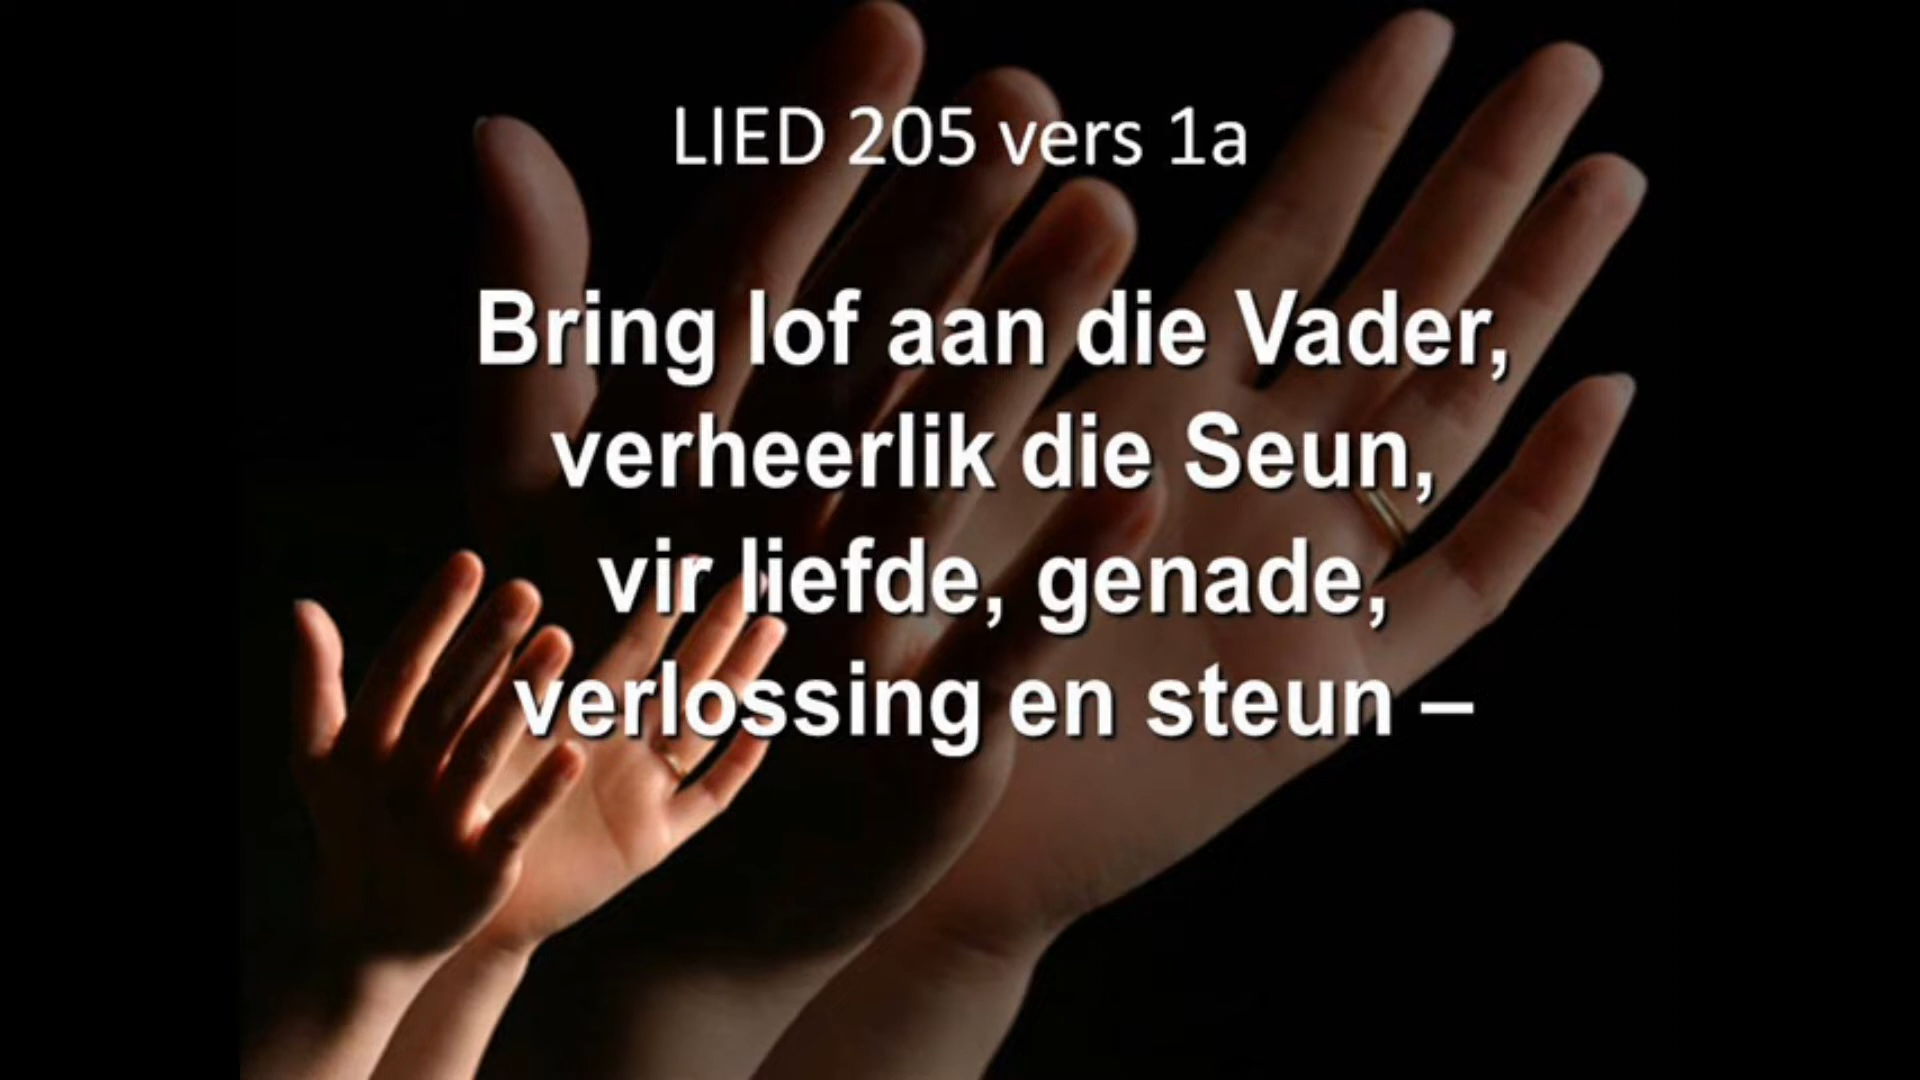 LIED 205 vers 1a
Bring lof aan die Vader,
verheerlik die Seun,
vir liefde, genade,
verlossing en steun –